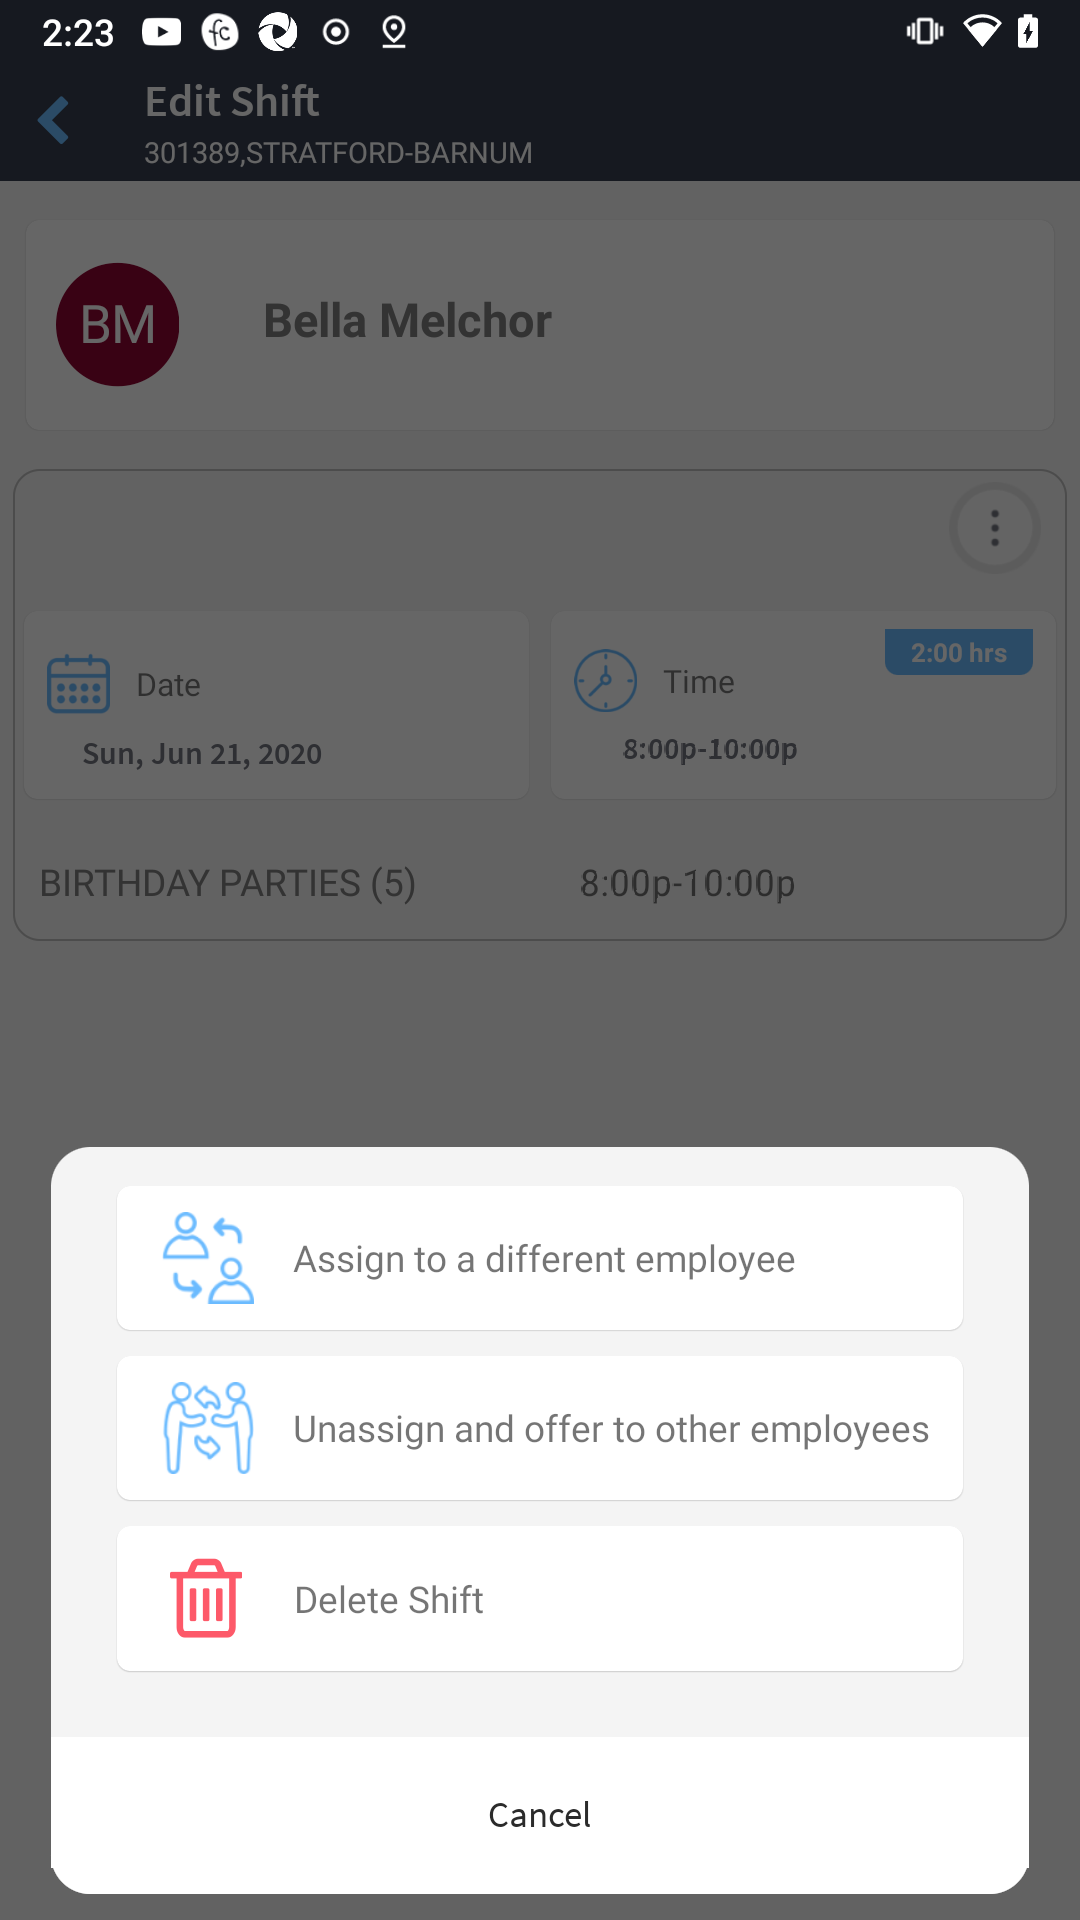 2:23
Edit Shift
301389,STRATFORD-BARNUM
BM
Bella Melchor
2:00 hrs
Date
Time
Sun, Jun 21, 2020
8:00p-10:00p
BIRTHDAY PARTIES (5)
8:00p-10:00p
Assign to a different employee
Unassign and offer to other employees
Delete Shift
Cancel